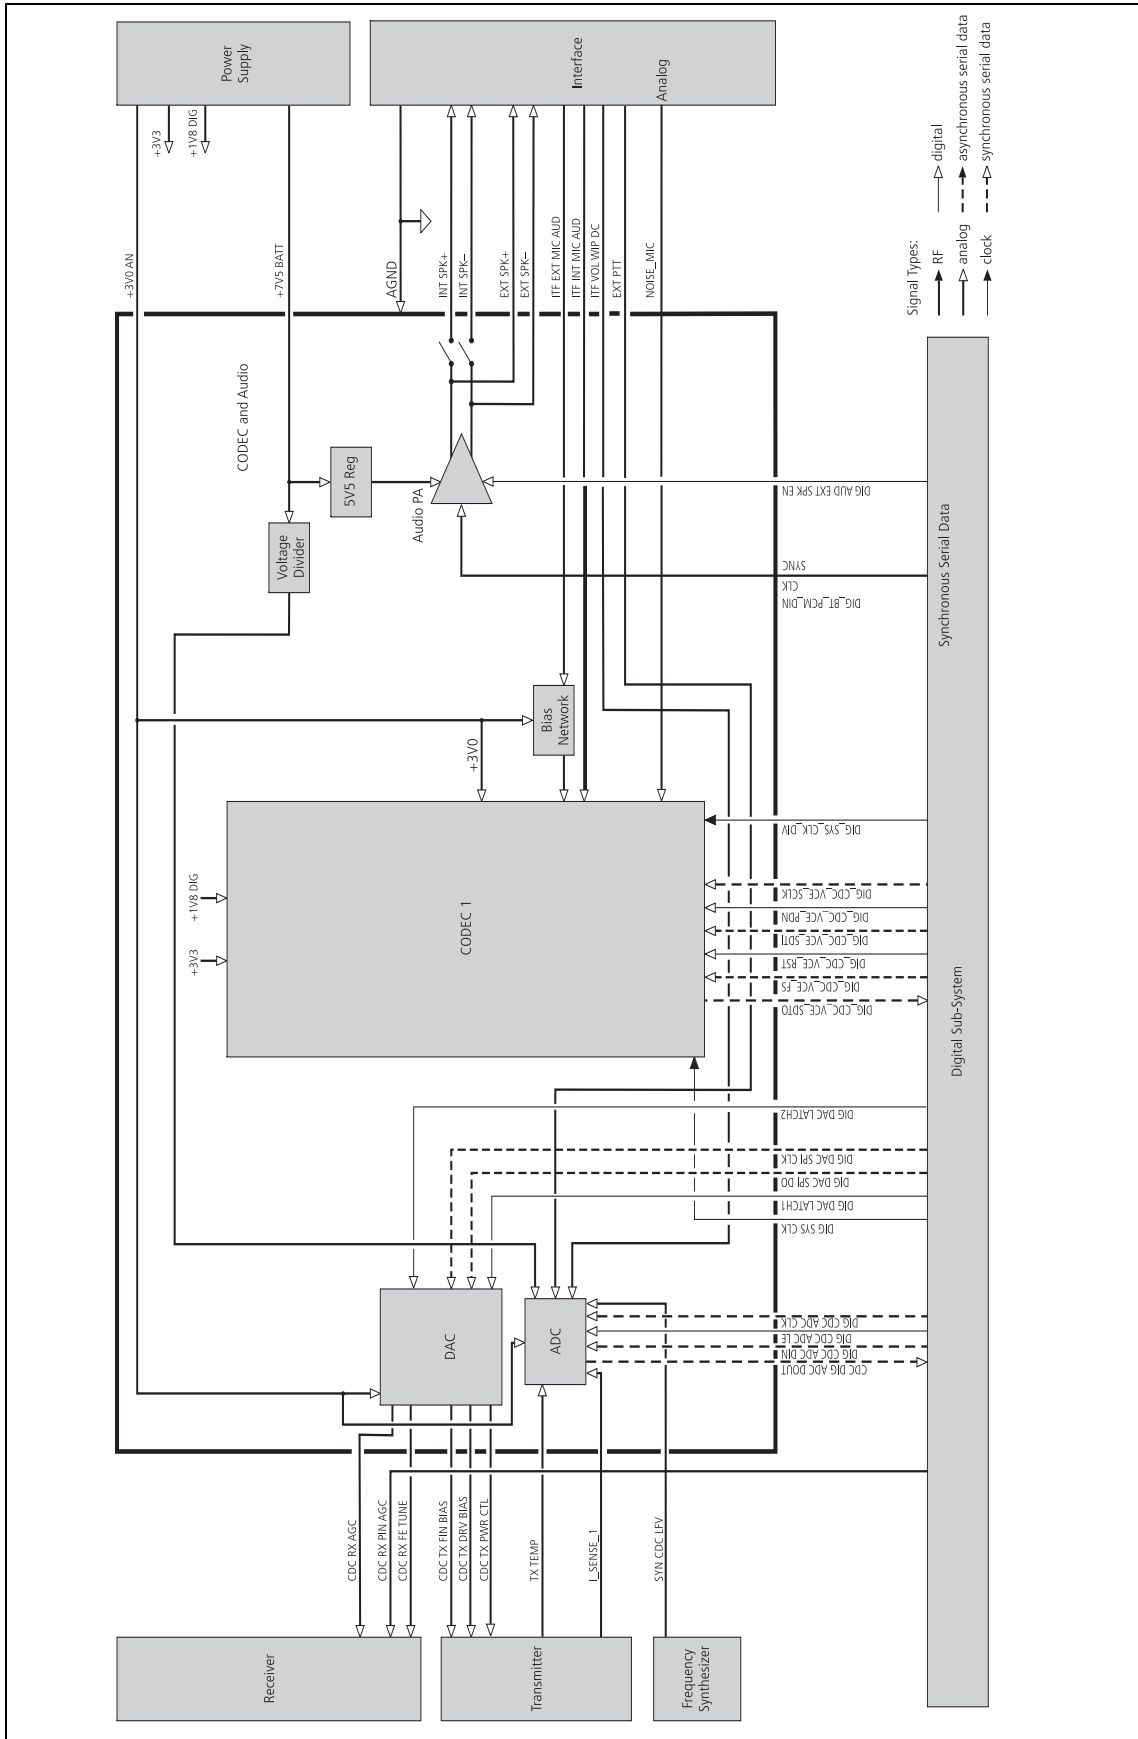 Power
Supply
Interface
Analog
+3V3
+1V8 DIG
+3V0 AN
+7V5 BATT
AGND
INT SPK+
INT SPK–
EXT SPK+
EXT SPK–
ITF EXT MIC AUD
ITF INT MIC AUD
ITF VOL WIP DC
EXT PTT
NOISE_MIC
Signal Types:
RF
analog
clock
digital
asynchronous serial data
synchronous serial data
CODEC and Audio
5V5 Reg
Audio PA
Voltage
Divider
DIG AUD EXT SPK EN
SYNC
CLK
DIG_BT_PCM_DIN
Synchronous Serial Data
Bias
Network
+3V0
+1V8 DIG
+3V3
CODEC 1
DIG_SYS_CLK_DIV
DIG_CDC_VCE_SCLK
DIG_CDC_VCE_PDN
DIG_CDC_VCE_SDTI
DIG_CDC_VCE_RST
DIG_CDC_VCE_FS
DIG_CDC_VCE_SDTO
Digital Sub-System
DIG DAC LATCH2
DIG DAC SPI CLK
DIG DAC SPI DO
DIG DAC LATCH1
DIG SYS CLK
DAC
ADC
DIG CDC ADC CLK
DIG CDC ADC LE
DIG CDC ADC DIN
CDC DIG ADC DOUT
CDC RX AGC
CDC RX PIN AGC
CDC RX FE TUNE
CDC TX FIN BIAS
CDC TX DRV BIAS
CDC TX PWR CTL
TX TEMP
I_SENSE_1
SYN CDC LFV
Receiver
Transmitter
Frequency
Synthesizer